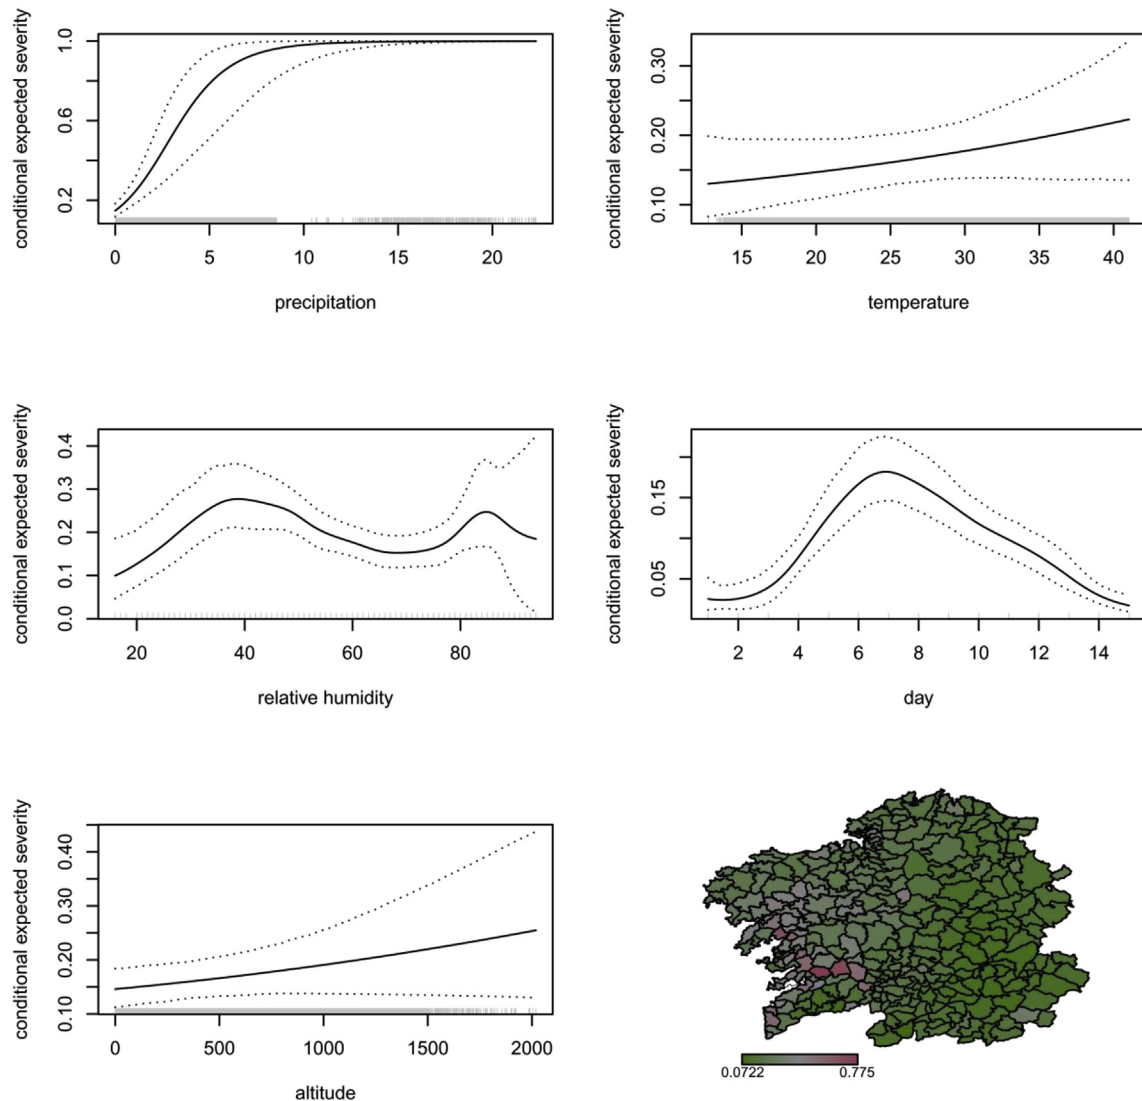 conditional expected severity
0.2 0.6 1.0
0 5 10 15 20
precipitation
conditional expected severity
0.10 0.20 0.30
15 20 25 30 35 40
temperature
conditional expected severity
0.0 0.1 0.2 0.3 0.4
20 40 60 80
relative humidity
conditional expected severity
0.05 0.15
2 4 6 8 10 12 14
day
conditional expected severity
0.10 0.20 0.30 0.40
0 500 1000 1500 2000
altitude
0.0722 0.775